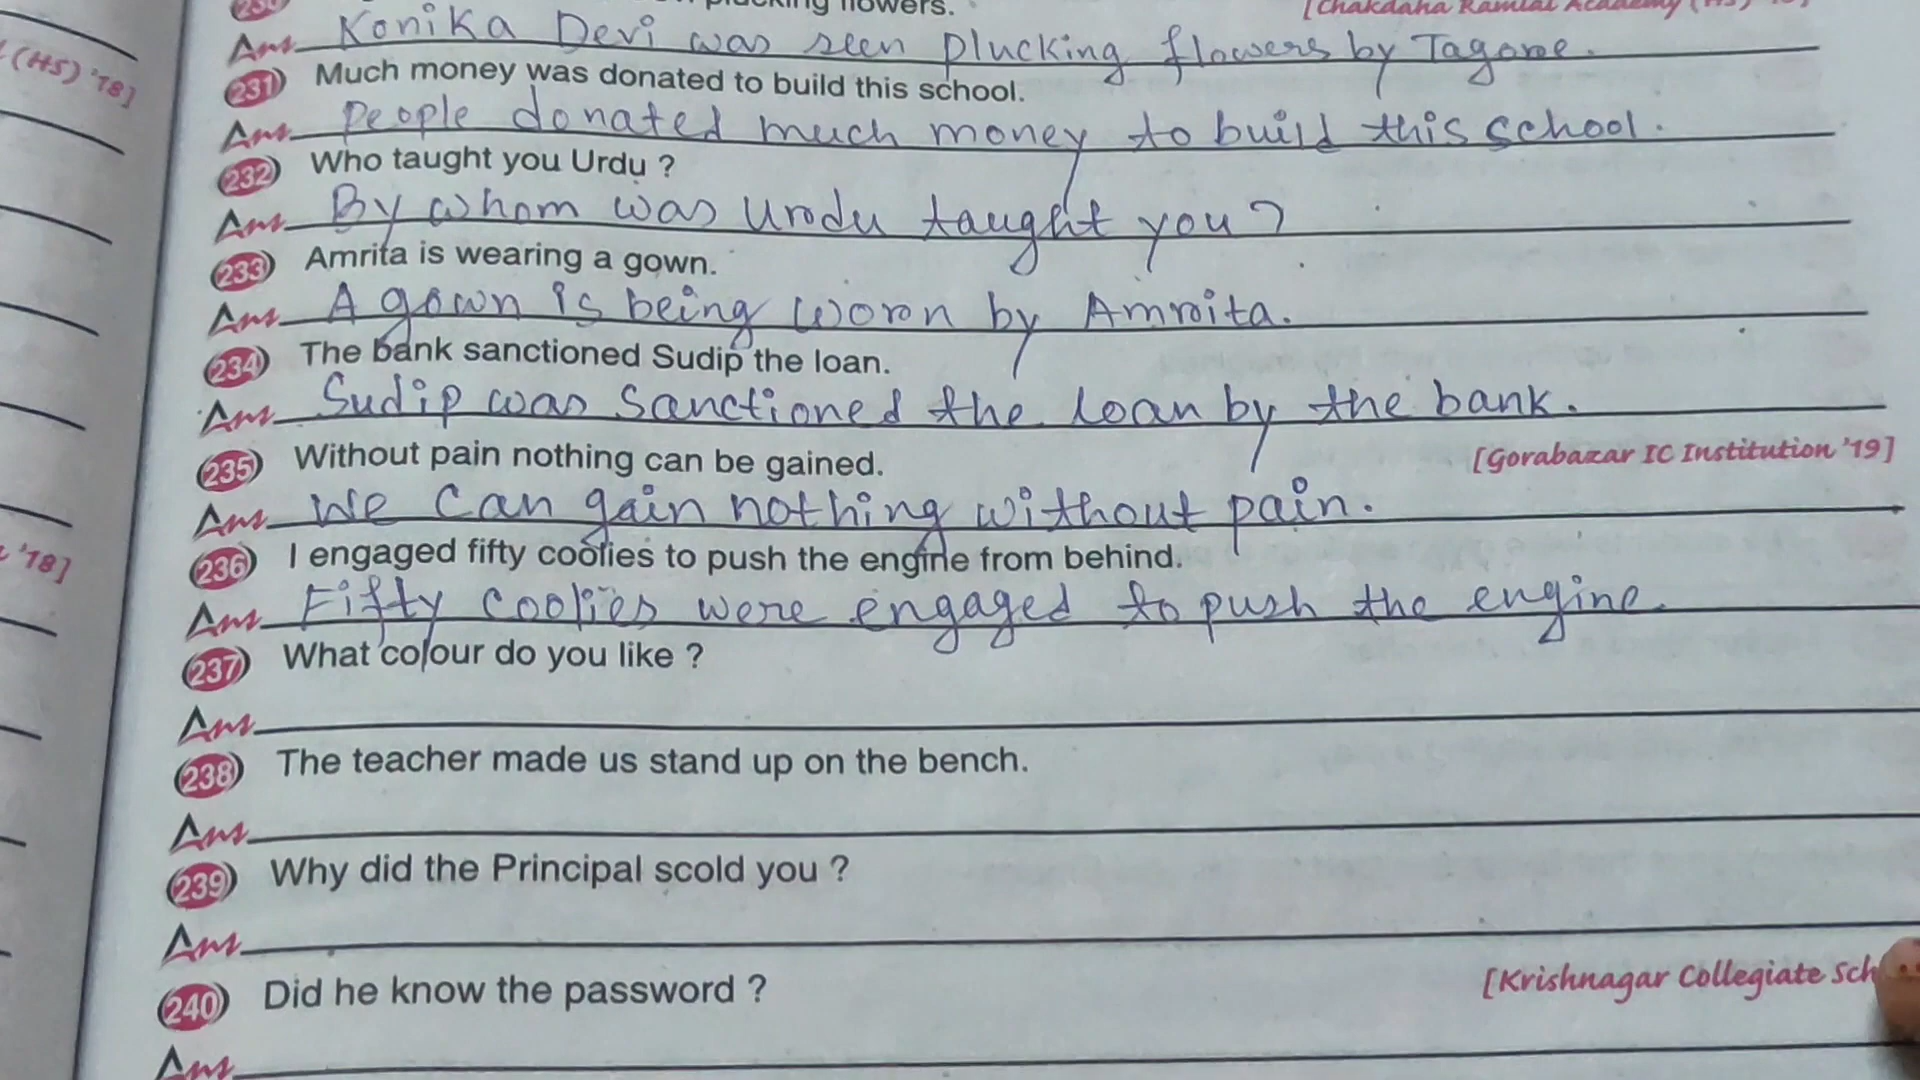 230 plucking flowers. [Chakdaha Ramlal Academy (HS)
Ans Konika Devi was seen plucking flowers by Tagore.
(HS) '18]
231 Much money was donated to build this school.
Ans People donated much money to build this school.
232 Who taught you Urdu ?
Ans By whom was Urdu taught you?
233 Amrita is wearing a gown.
Ans A gown is being worn by Amrita.
234 The bank sanctioned Sudip the loan.
Ans Sudip was sanctioned the loan by the bank.
235 Without pain nothing can be gained. [Gorabazar IC Institution '19]
Ans We can gain nothing without pain.
236 I engaged fifty coolies to push the engine from behind.
'18]
Ans Fifty coolies were engaged to push the engine.
237 What colour do you like ?
Ans
238 The teacher made us stand up on the bench.
Ans
239 Why did the Principal scold you ?
Ans
240 Did he know the password ? [Krishnagar Collegiate Sch
Ans